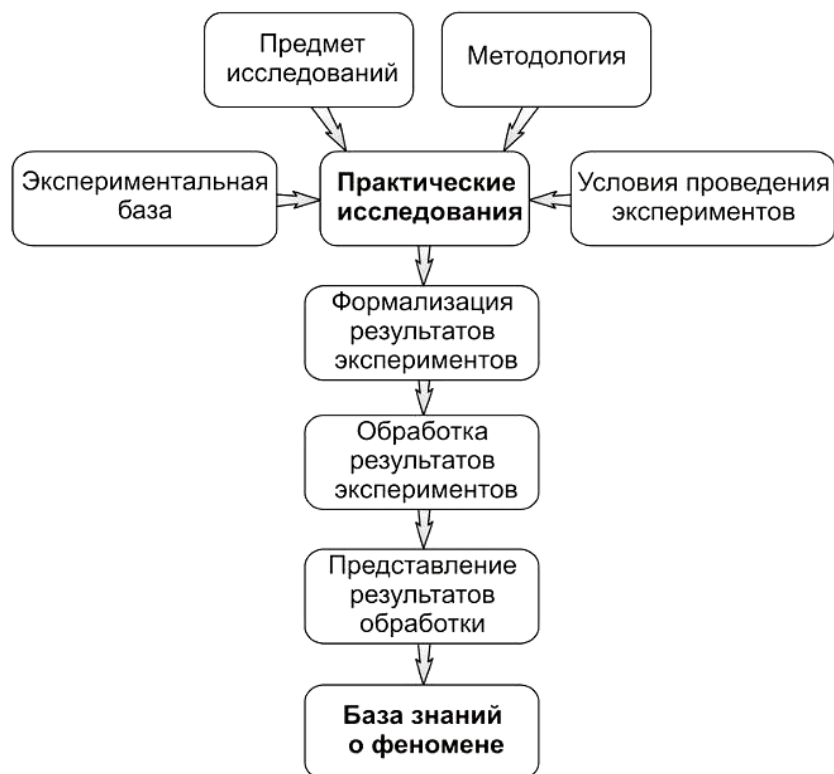 Предмет
исследований
Методология
Экспериментальная
база
Практические
исследования
Условия проведения
экспериментов
Формализация
результатов
экспериментов
Обработка
результатов
экспериментов
Представление
результатов
обработки
База знаний
о феномене